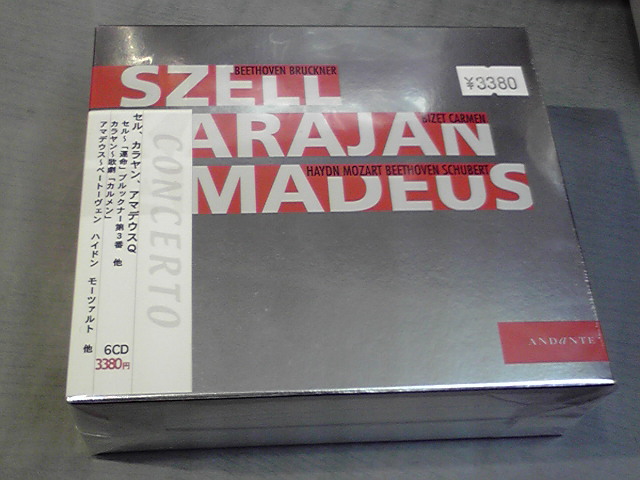 BEETHOVEN BRUCKNER
SZELL
¥3380
BIZET CARMEN
ARAJAN
HAYDN MOZART BEETHOVEN SCHUBERT
MADEUS
セル、カラヤン、アマデウスQ
セル〜「運命」ブルックナー第3番 他
カラヤン〜歌劇「カルメン」
アマデウス〜ベートーヴェン ハイドン モーツァルト 他
CONCERTO
6CD
3380円
ANDANTE